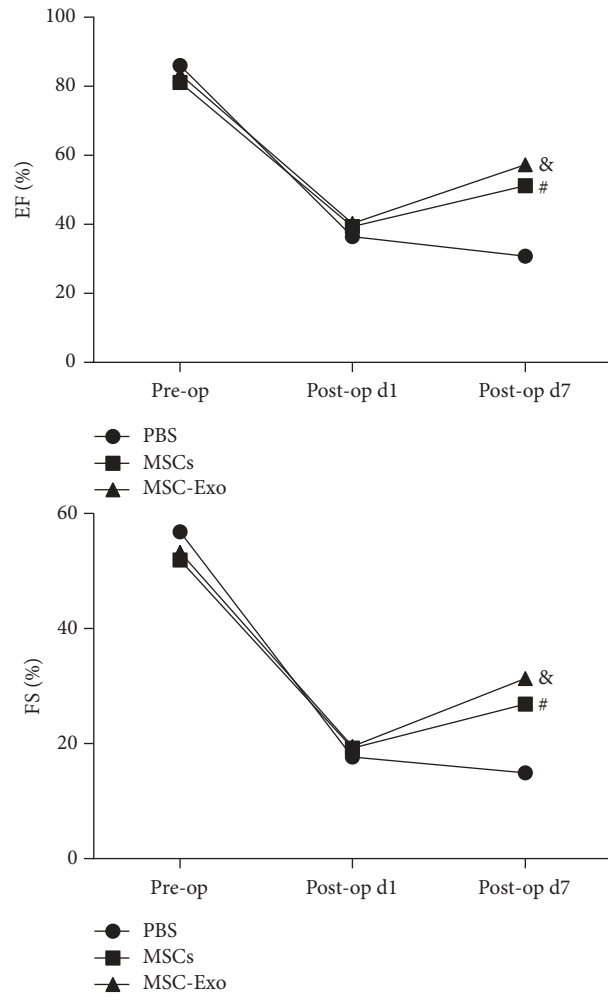 100
80
60
40
20
0
EF (%)
&
#
Pre-op Post-op d1 Post-op d7
PBS
MSCs
MSC-Exo
60
40
20
0
FS (%)
&
#
Pre-op Post-op d1 Post-op d7
PBS
MSCs
MSC-Exo